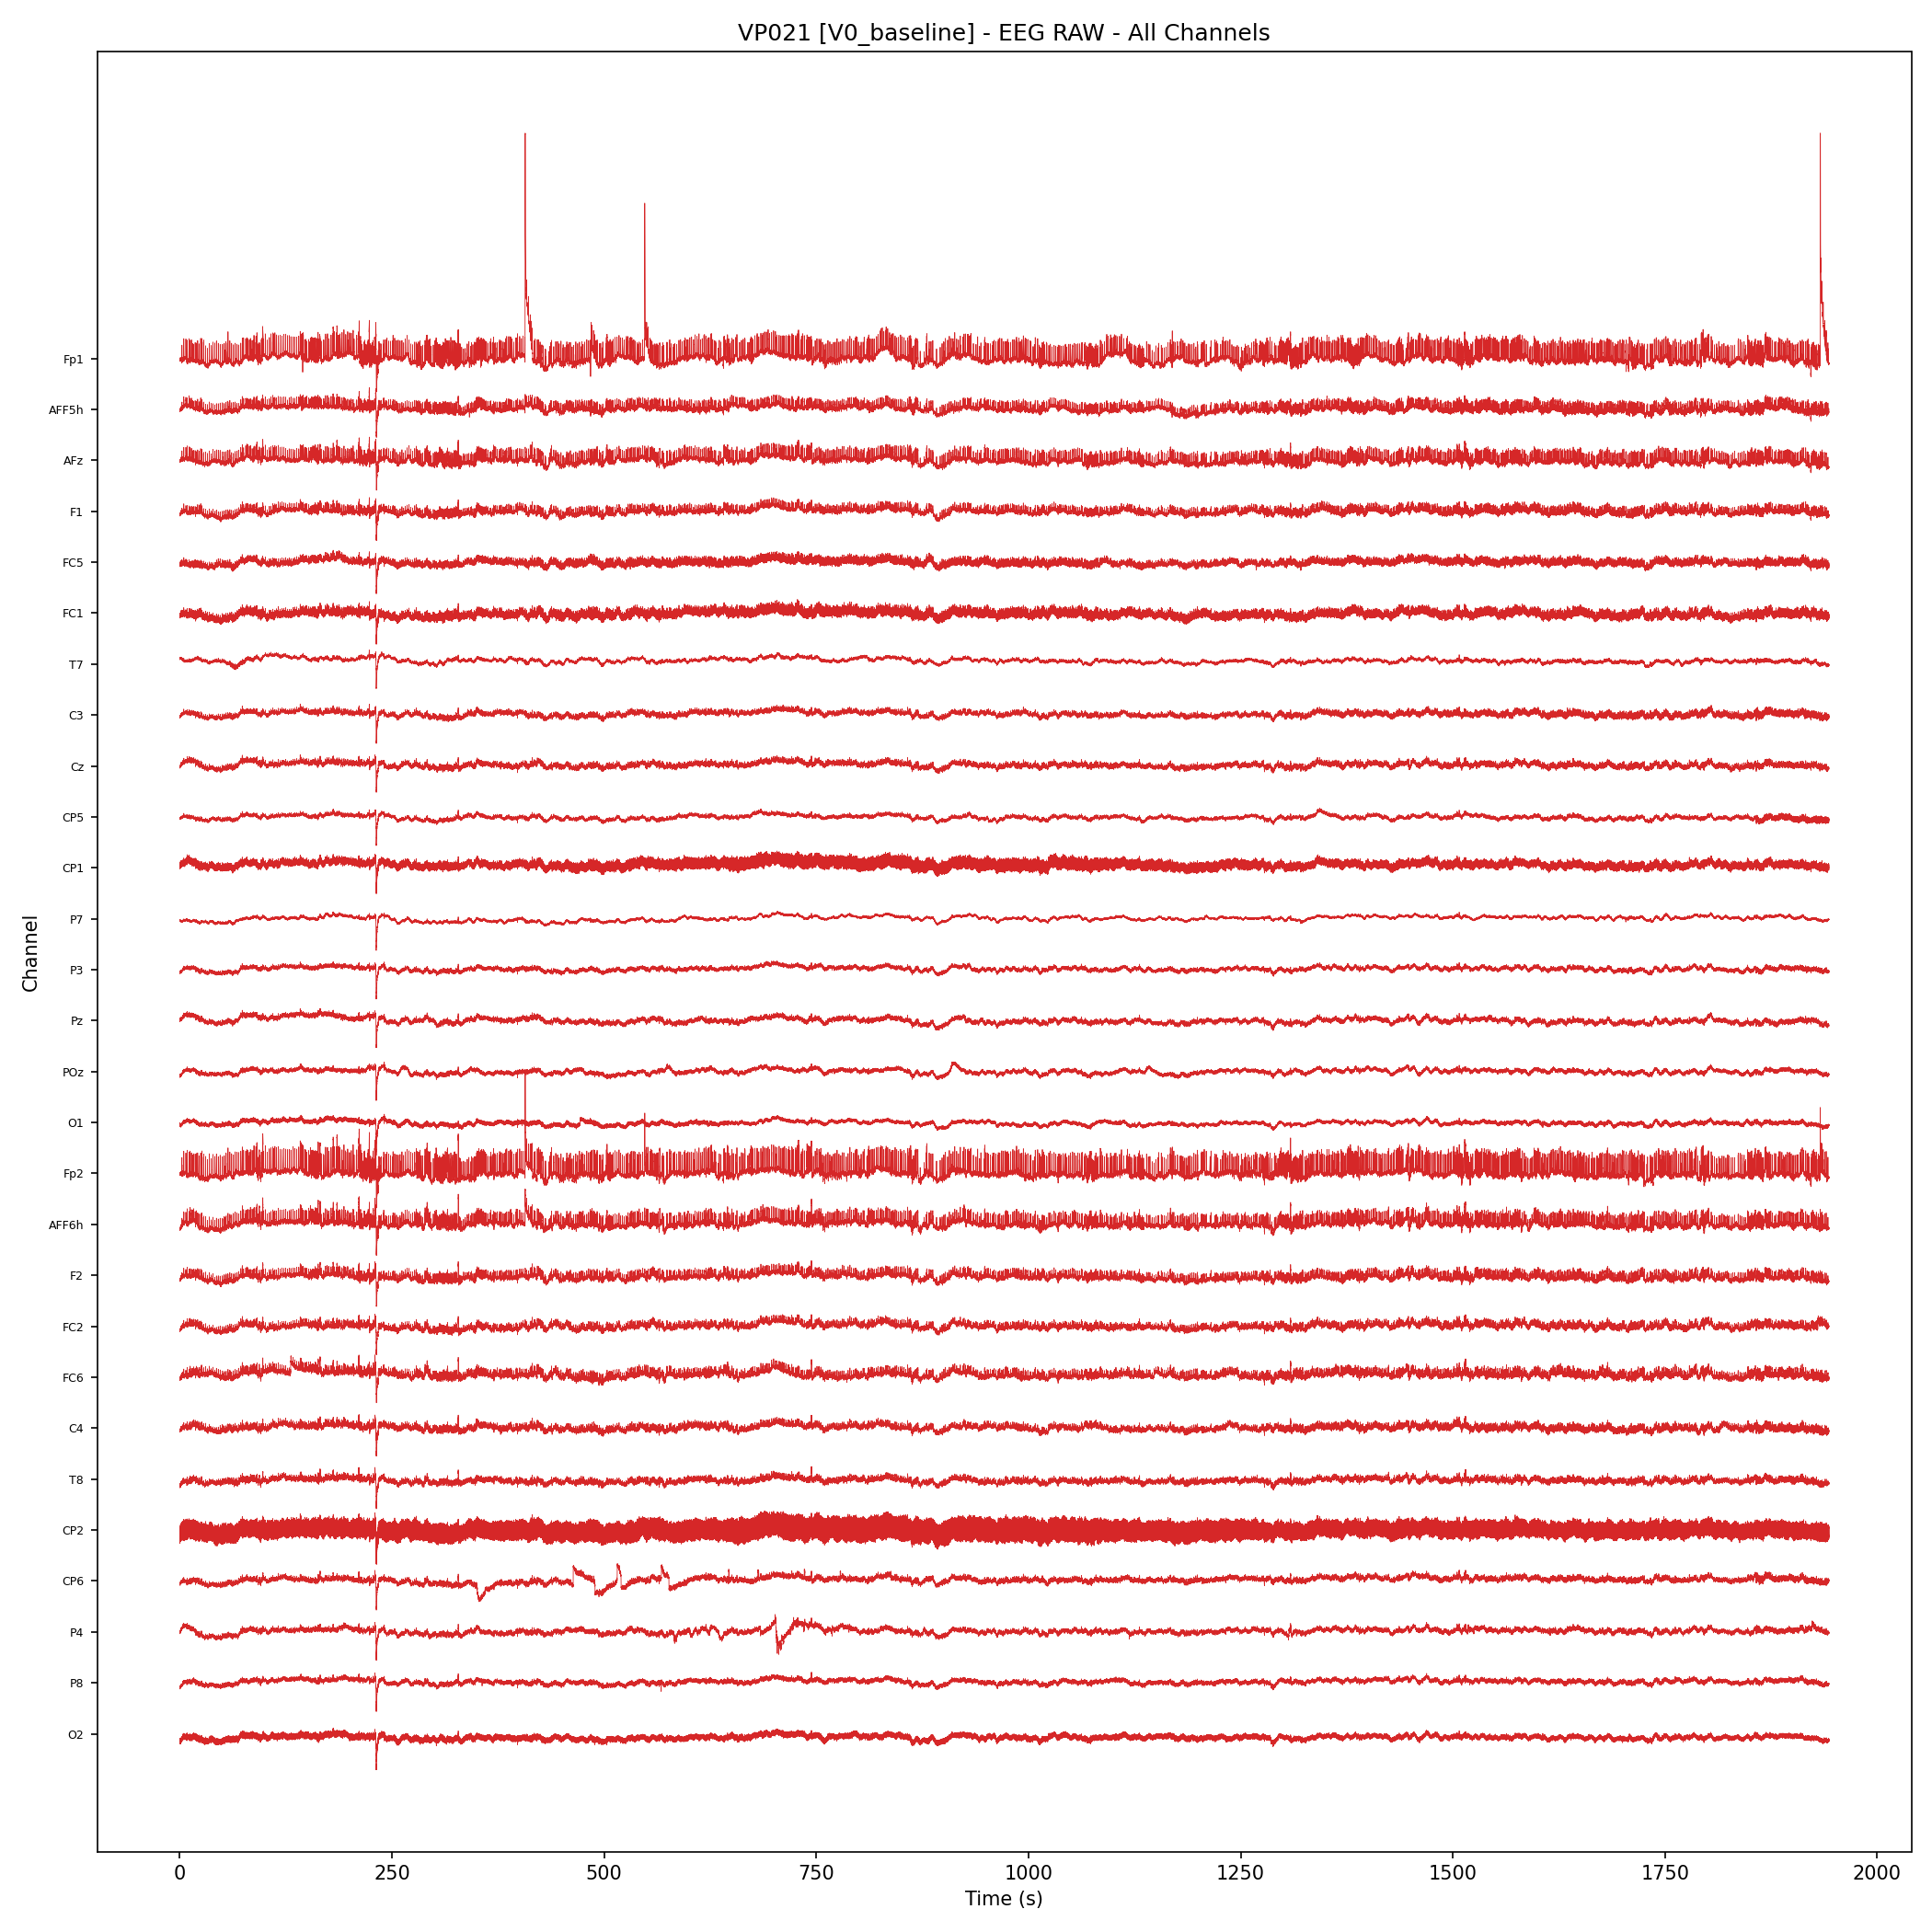 VP021 [V0_baseline] - EEG RAW - All Channels
Fp1
AFF5h
AFz
F1
FC5
FC1
T7
C3
Cz
CP5
CP1
P7
P3
Pz
POz
O1
Fp2
AFF6h
F2
FC2
FC6
C4
T8
CP2
CP6
P4
P8
O2
Channel
0 250 500 750 1000 1250 1500 1750 2000
Time (s)